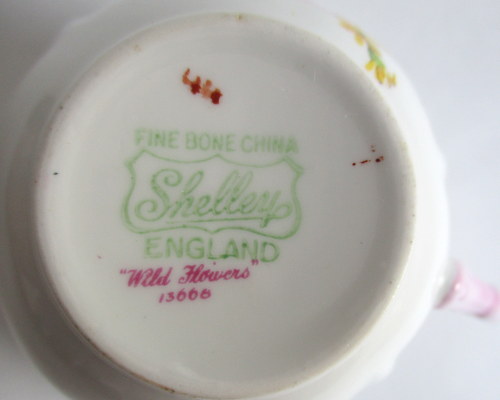 FINE BONE CHINA
Shelley
ENGLAND
"Wild Flowers"
13668